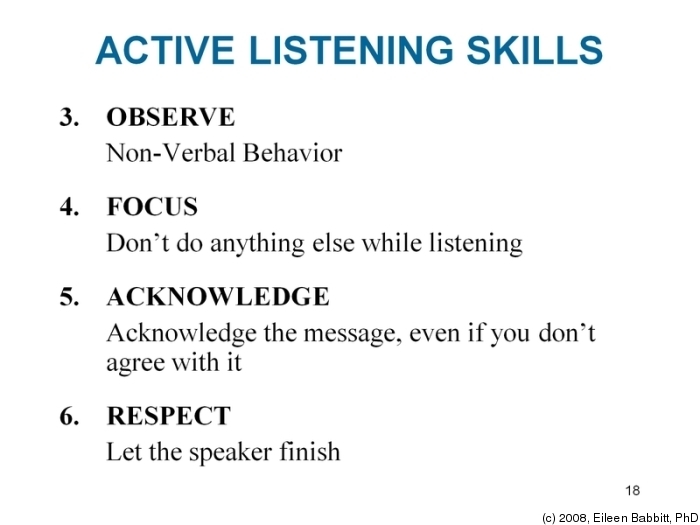 ACTIVE LISTENING SKILLS
3. OBSERVE
Non-Verbal Behavior
4. FOCUS
Don’t do anything else while listening
5. ACKNOWLEDGE
Acknowledge the message, even if you don’t
agree with it
6. RESPECT
Let the speaker finish
18
(c) 2008, Eileen Babbitt, PhD